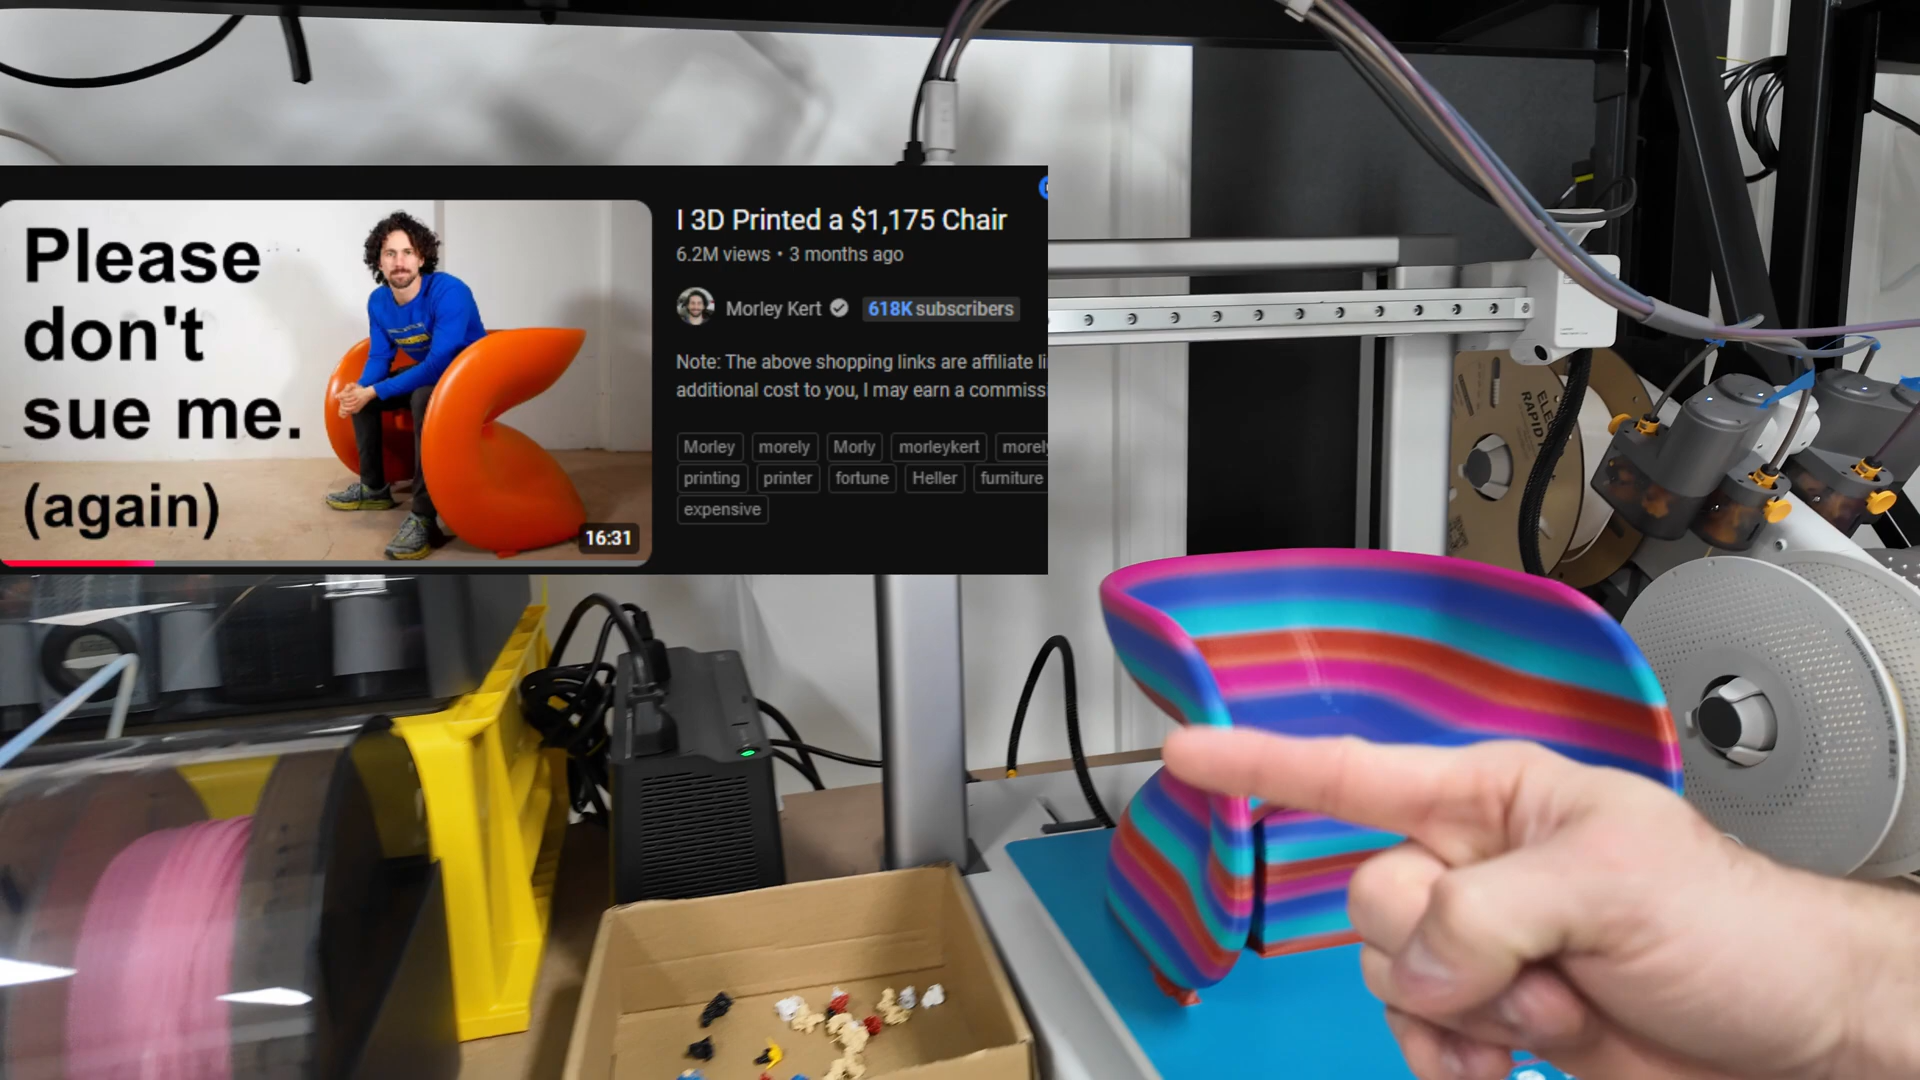 Please
don't
sue me.
(again)
16:31
I 3D Printed a $1,175 Chair
6.2M views • 3 months ago
Morley Kert
618K subscribers
Note: The above shopping links are affiliate li
additional cost to you, I may earn a commiss
Morley
morely
Morly
morleykert
morely
printing
printer
fortune
Heller
furniture
expensive
RAPID